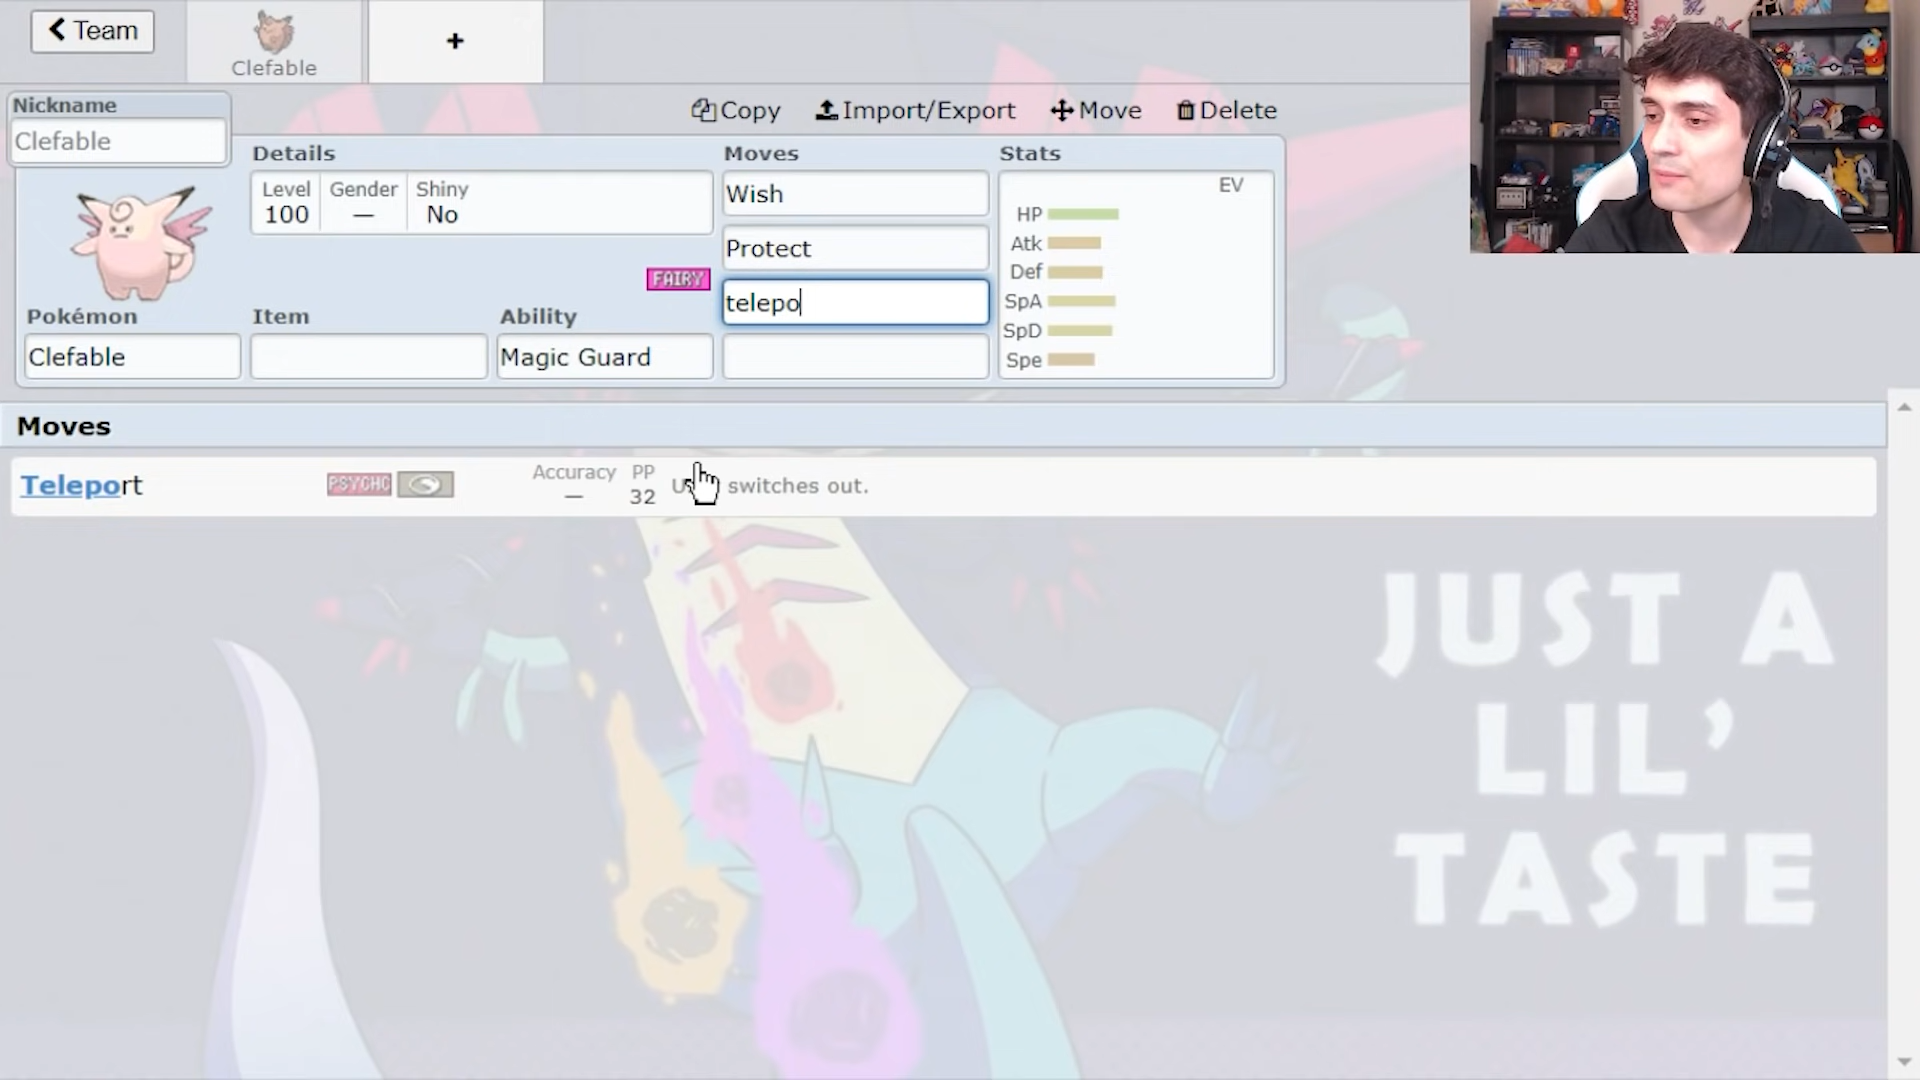 Team
Clefable
+
Nickname
Clefable
Copy
Import/Export
Move
Delete
Details
Level
100
Gender
—
Shiny
No
FAIRY
Pokémon
Clefable
Item
Ability
Magic Guard
Moves
Wish
Protect
telepo
Stats
EV
HP
Atk
Def
SpA
SpD
Spe
Moves
Teleport
PSYCHC
Accuracy
—
PP
32
switches out.
JUST A
LIL'
TASTE